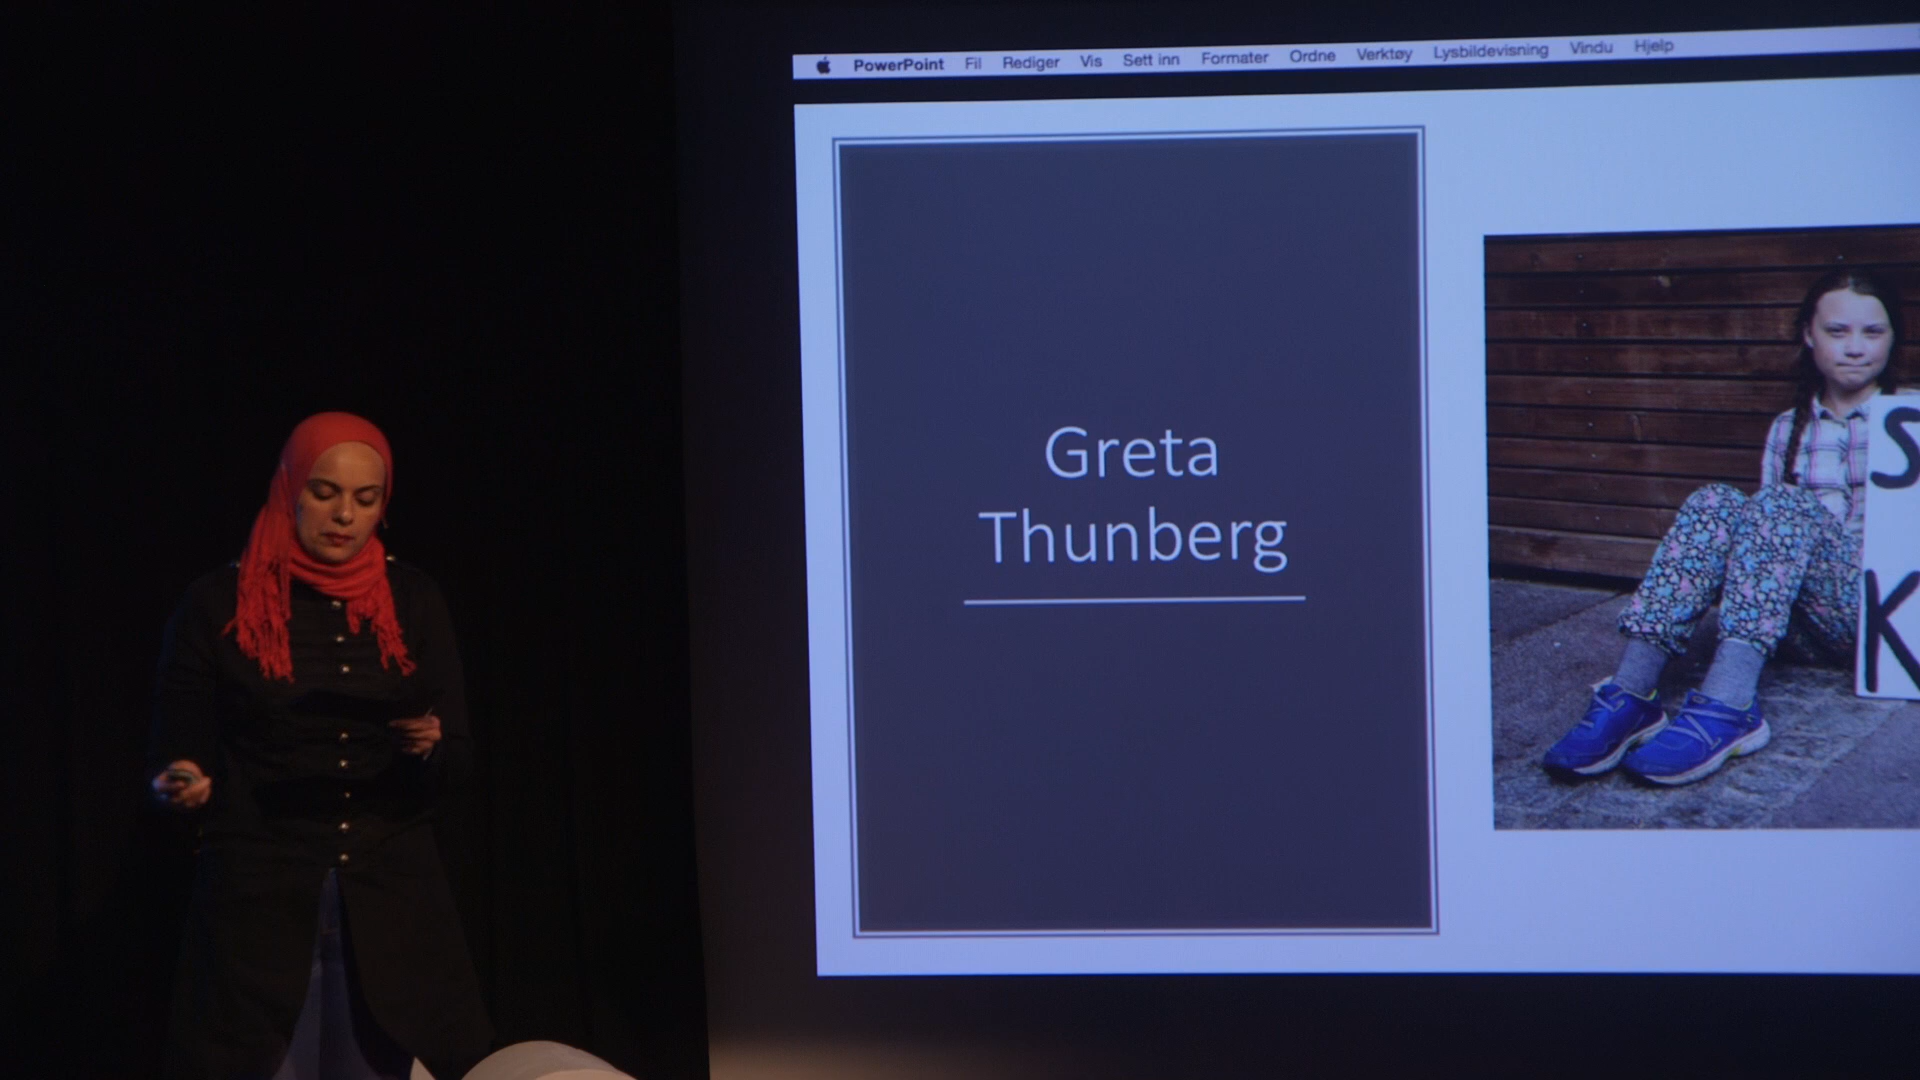 PowerPoint Fil Rediger Vis Sett inn Formater Ordne Verktøy Lysbildevisning Vindu Hjelp
Greta
Thunberg
S
K